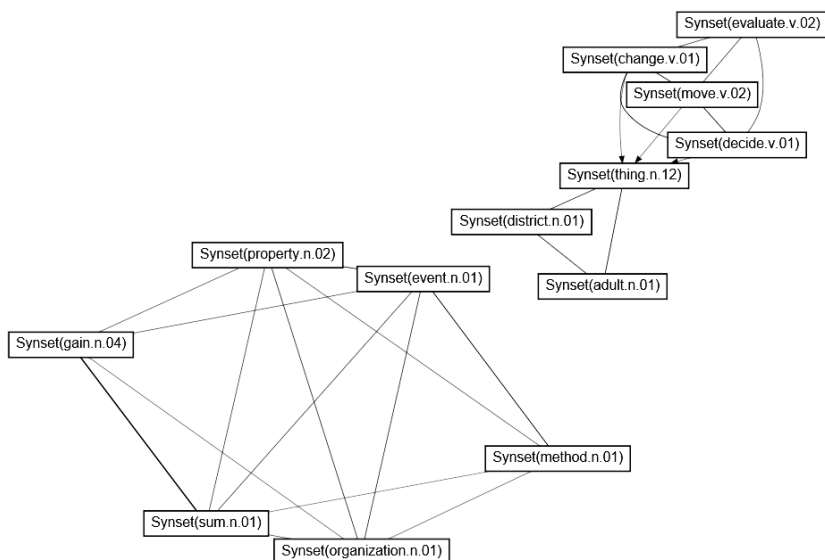 Synset(evaluate.v.02)
Synset(change.v.01)
Synset(move.v.02)
Synset(decide.v.01)
Synset(thing.n.12)
Synset(district.n.01)
Synset(property.n.02)
Synset(event.n.01)
Synset(adult.n.01)
Synset(gain.n.04)
Synset(method.n.01)
Synset(sum.n.01)
Synset(organization.n.01)